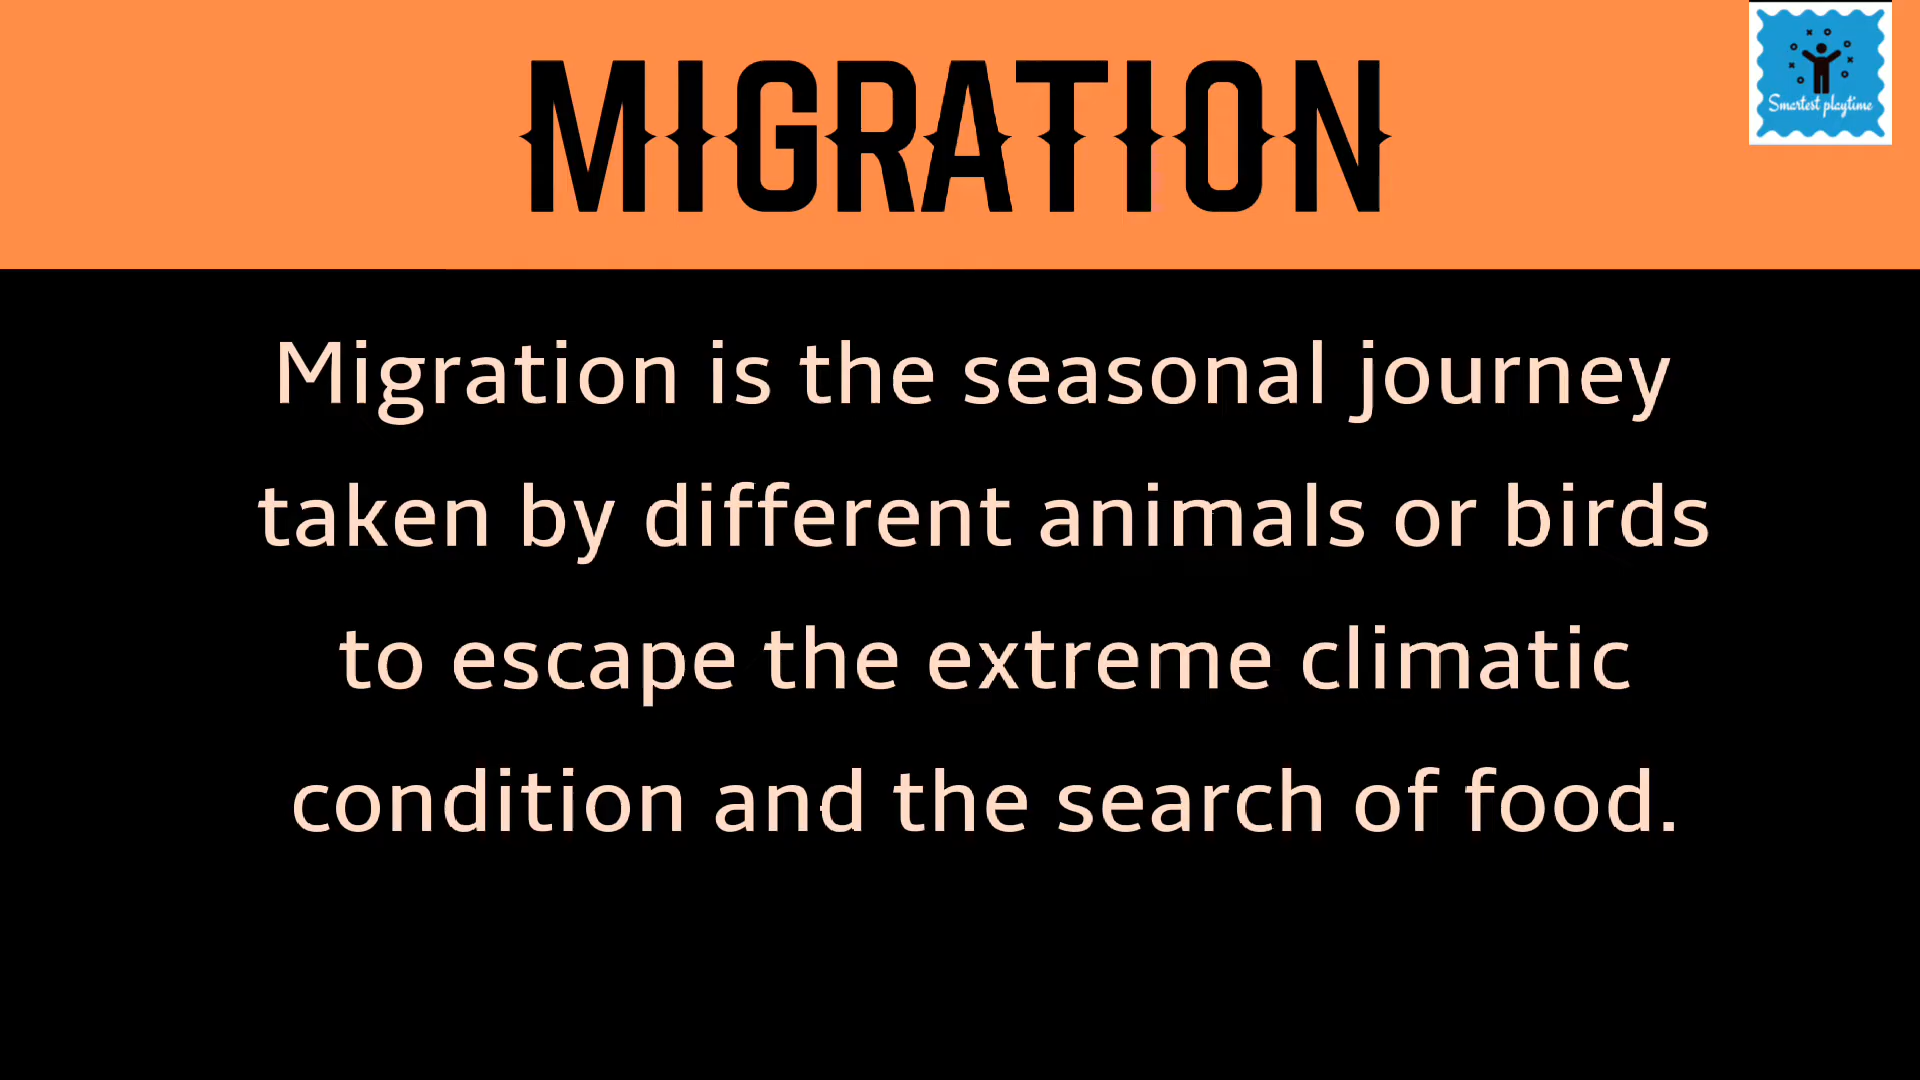 MIGRATION
Smartest playtime
Migration is the seasonal journey
taken by different animals or birds
to escape the extreme climatic
condition and the search of food.